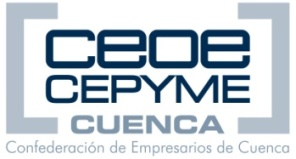 ceoe
CEPYME
CUENCA
Confederación de Empresarios de Cuenca